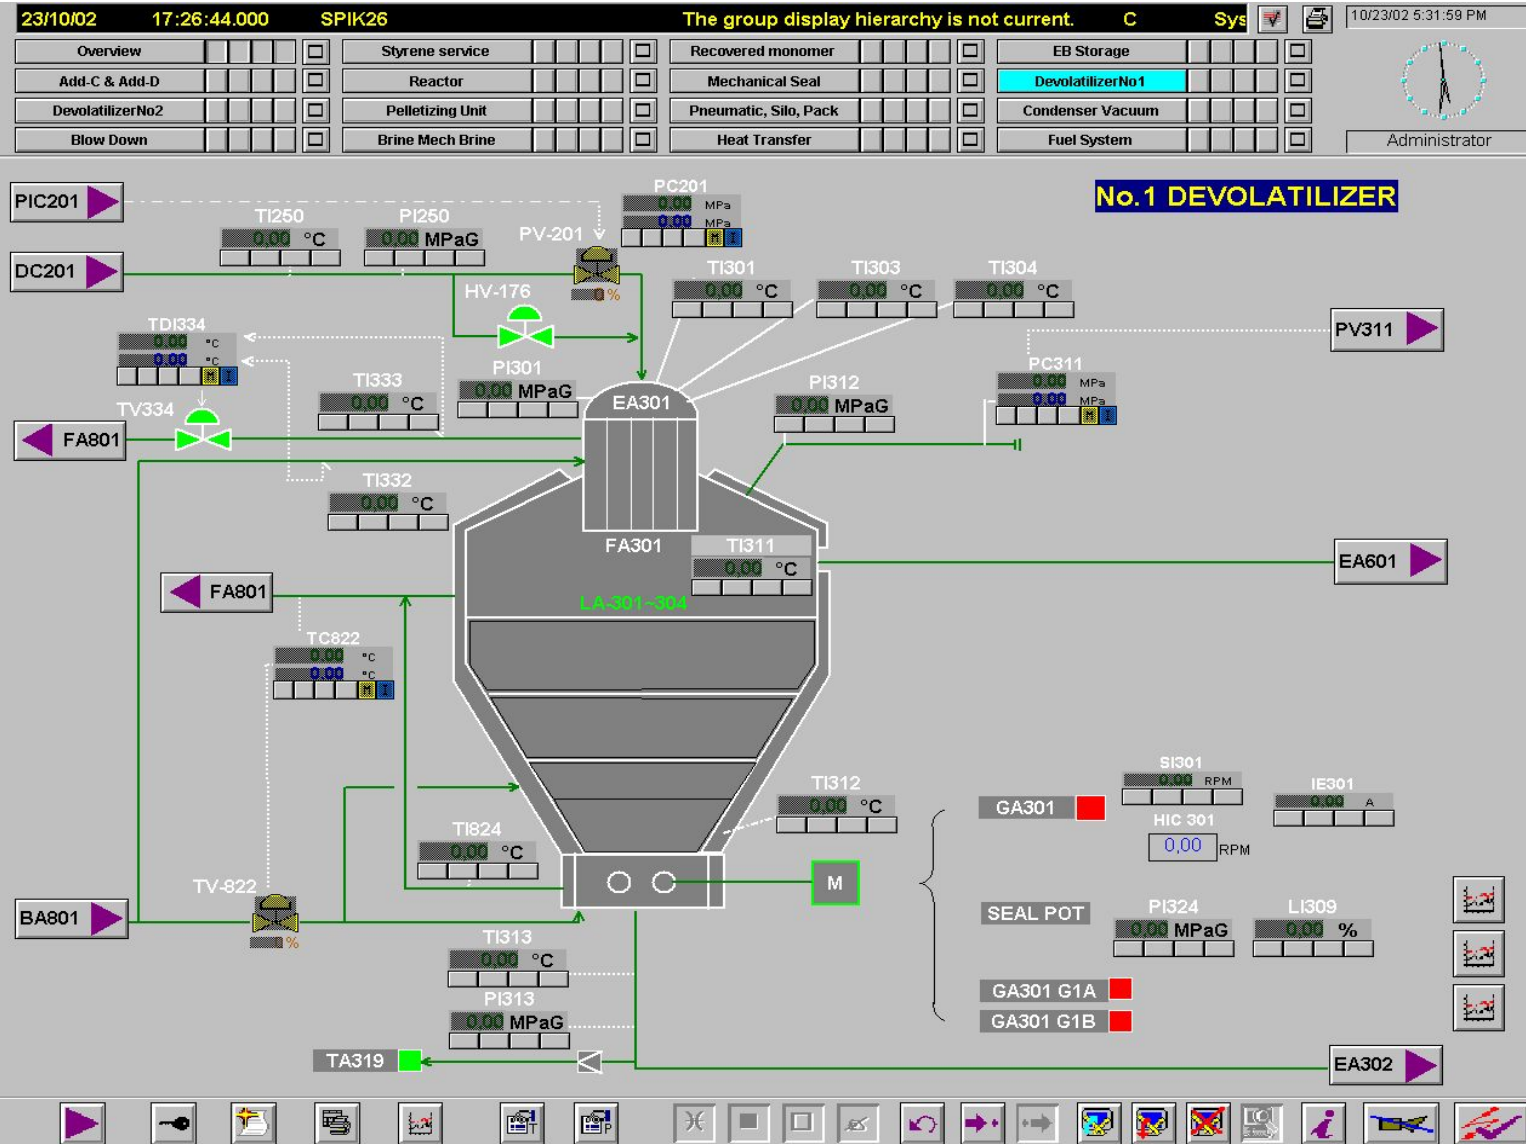 23/10/02 17:26:44.000 SPIK26 The group display hierarchy is not current. C Sys
10/23/02 5:31:59 PM
Overview Styrene service Recovered monomer EB Storage
Add-C & Add-D Reactor Mechanical Seal DevolatilizerNo1
DevolatilizerNo2 Pelletizing Unit Pneumatic, Silo, Pack Condenser Vacuum
Blow Down Brine Mech Brine Heat Transfer Fuel System
Administrator
No.1 DEVOLATILIZER
PIC201
PC201
0.00 MPa
0.00 MPa
M I
TI250
0,00 °C
PI250
0,00 MPaG
PV-201
0 %
DC201
HV-176
TI301
0,00 °C
TI303
0,00 °C
TI304
0,00 °C
PV311
TDI334
0.00 °C
0.00 °C
M I
TV334
TI333
0,00 °C
PI301
0,00 MPaG
EA301
PI312
0,00 MPaG
PC311
0.00 MPa
0.00 MPa
M I
FA801
TI332
0,00 °C
FA301
TI311
0,00 °C
EA601
FA801
LA-301~304
TC822
0.00 °C
0.00 °C
M I
TI312
0,00 °C
SI301
0.00 RPM
IE301
0.00 A
GA301
HIC 301
0,00 RPM
TI824
0,00 °C
TV-822
0 %
M
BA801
SEAL POT
PI324
0,00 MPaG
LI309
0,00 %
TI313
0,00 °C
PI313
0,00 MPaG
GA301 G1A
GA301 G1B
TA319
EA302
T
P